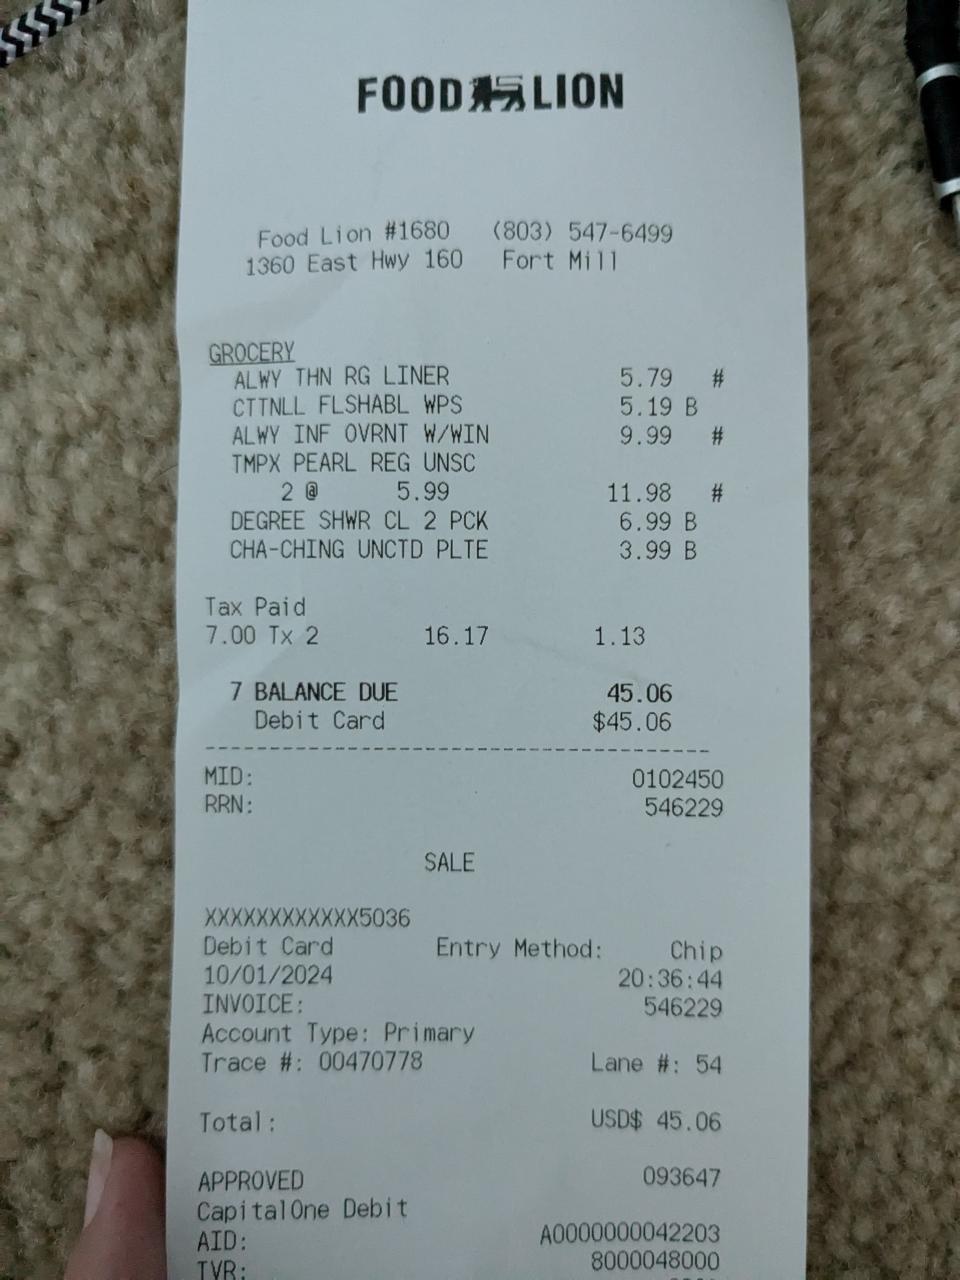 FOOD LION
Food Lion #1680 (803) 547-6499
1360 East Hwy 160 Fort Mill
GROCERY
ALWY THN RG LINER 5.79 #
CTTNLL FLSHABL WPS 5.19 B
ALWY INF OVRNT W/WIN 9.99 #
TMPX PEARL REG UNSC
2 @ 5.99 11.98 #
DEGREE SHWR CL 2 PCK 6.99 B
CHA-CHING UNCTD PLTE 3.99 B
Tax Paid
7.00 Tx 2 16.17 1.13
7 BALANCE DUE 45.06
Debit Card $45.06
----------------------------------------
MID: 0102450
RRN: 546229
SALE
XXXXXXXXXXXX5036
Debit Card Entry Method: Chip
10/01/2024 20:36:44
INVOICE: 546229
Account Type: Primary
Trace #: 00470778 Lane #: 54
Total: USD$ 45.06
APPROVED 093647
CapitalOne Debit
AID: A0000000042203
TVR: 8000048000